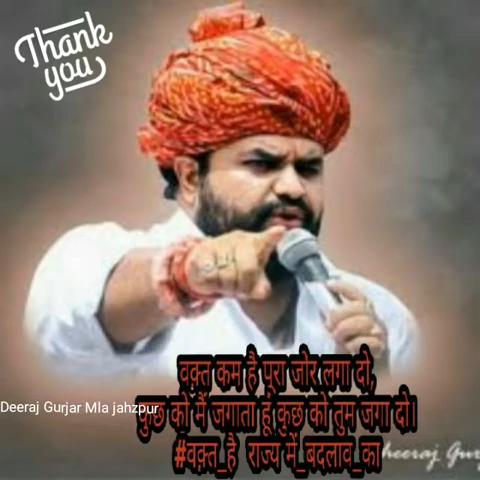 Thank
you
वक़्त कम है पूरा जोर लगा दो,
Deeraj Gurjar Mla jahzpur
कुछ को मैं जगाता हूं कुछ को तुम जगा दो।
#वक़्त_है राज्य में_बदलाव_का